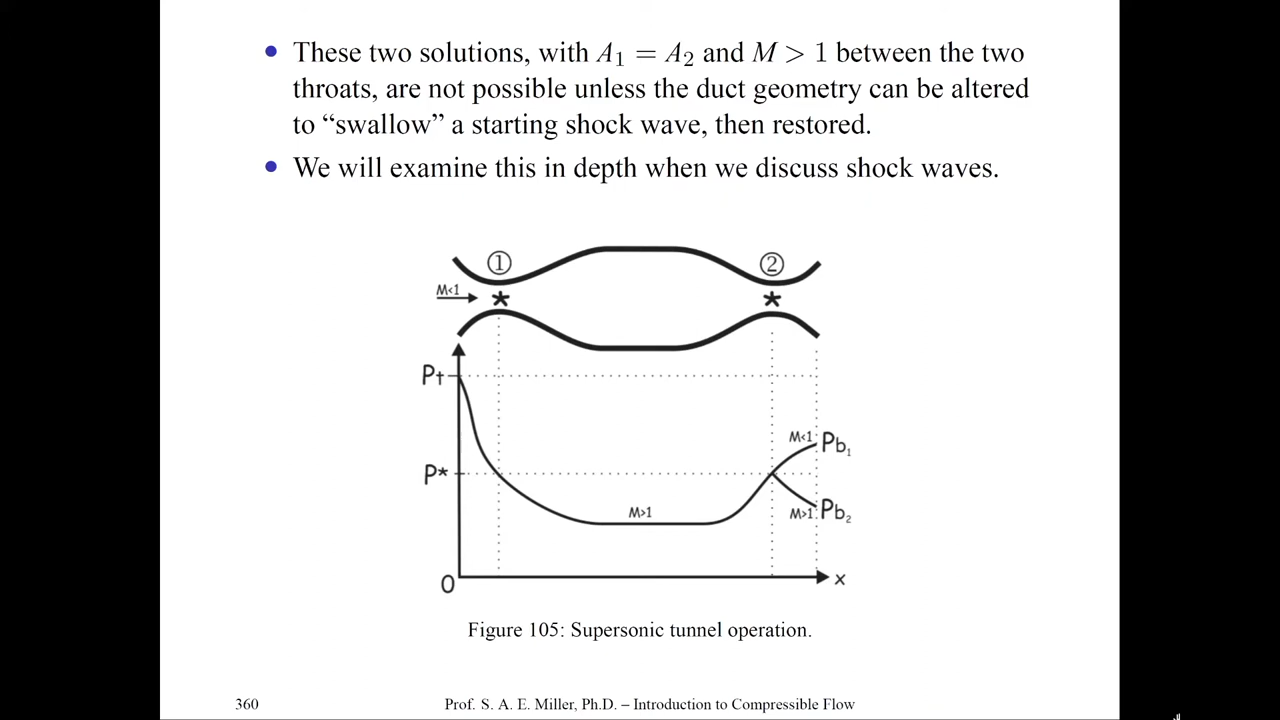 • These two solutions, with A₁ = A₂ and M > 1 between the two
throats, are not possible unless the duct geometry can be altered
to “swallow” a starting shock wave, then restored.
• We will examine this in depth when we discuss shock waves.
① ②
M<1 * *
P†
M<1 Pb₁
P*
M>1 M>1 Pb₂
0 x
Figure 105: Supersonic tunnel operation.
360 Prof. S. A. E. Miller, Ph.D. – Introduction to Compressible Flow